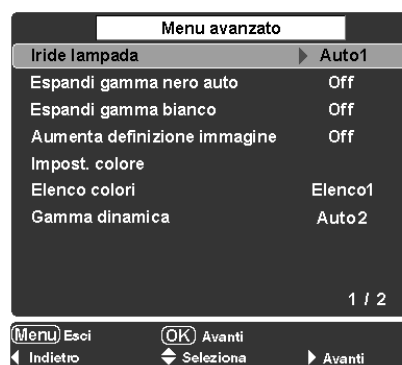 Menu avanzato
Iride lampada Auto1
Espandi gamma nero auto Off
Espandi gamma bianco Off
Aumenta definizione immagine Off
Impost. colore
Elenco colori Elenco1
Gamma dinamica Auto2
1 / 2
Menu Esci OK Avanti
Indietro Seleziona Avanti